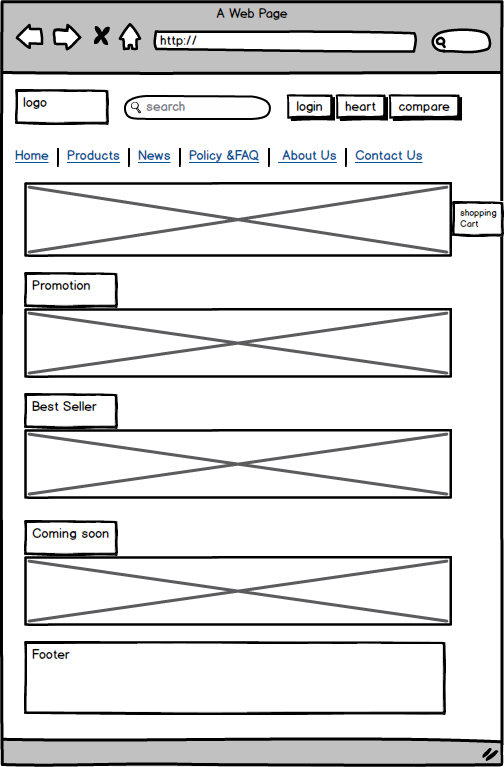 A Web Page
http://
logo
search
login heart compare
Home Products News Policy &FAQ About Us Contact Us
shopping
Cart
Promotion
Best Seller
Coming soon
Footer